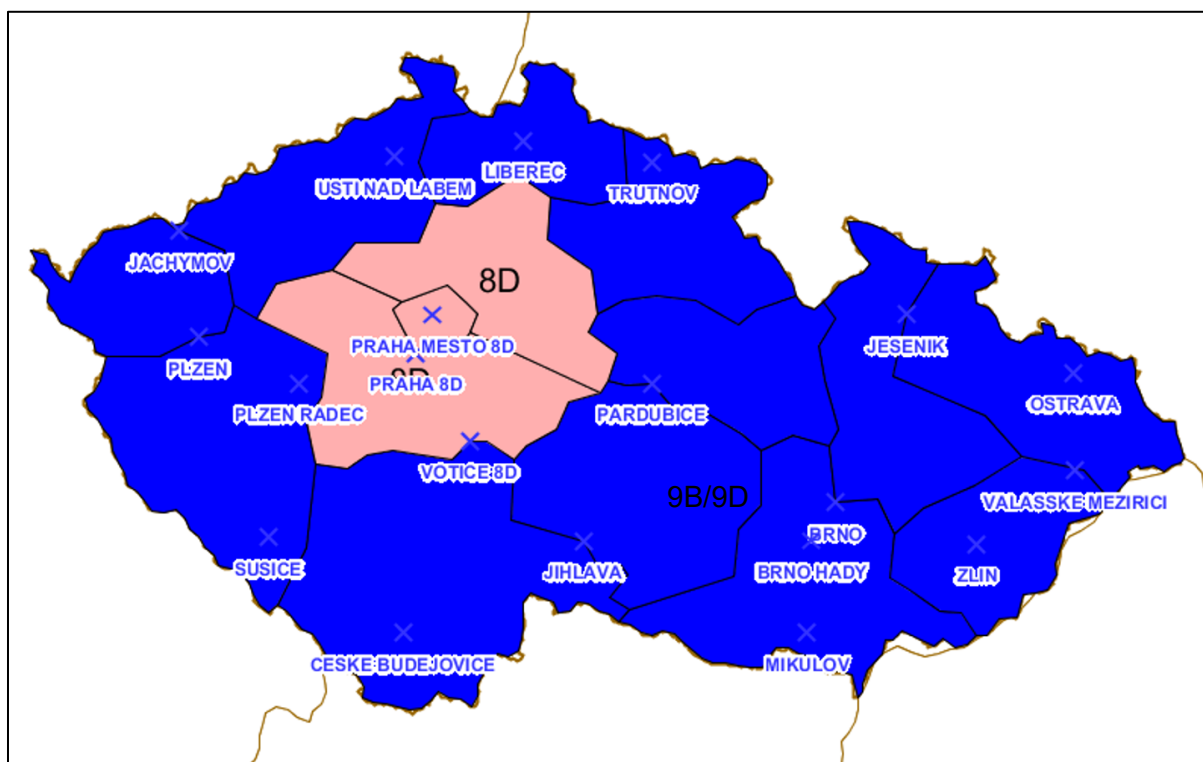 LIBEREC
USTI NAD LABEM
TRUTNOV
JACHYMOV
8D
PRAHA MESTO 8D
JESENIK
PLZEN
8D
PRAHA 8D
OSTRAVA
PLZEN RADEC
PARDUBICE
VOTICE 8D
9B/9D
VALASSKE MEZIRICI
BRNO
SUSICE
JIHLAVA
BRNO HADY
ZLIN
CESKE BUDEJOVICE
MIKULOV